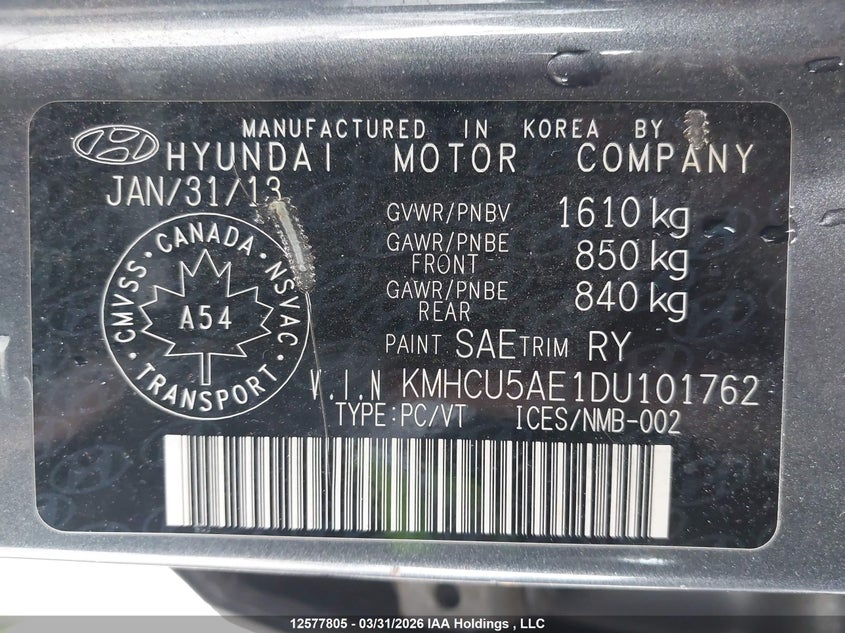 MANUFACTURED IN KOREA BY
HYUNDAI MOTOR COMPANY
JAN/31/13
GVWR/PNBV 1610 kg
GAWR/PNBE FRONT 850 kg
GAWR/PNBE REAR 840 kg
CANADA
CMVSS • NSVAC
A54
TRANSPORT
PAINT SAE TRIM RY
V.I.N KMHCU5AE1DU101762
TYPE:PC/VT ICES/NMB-002
12577805 - 03/31/2026 IAA Holdings , LLC